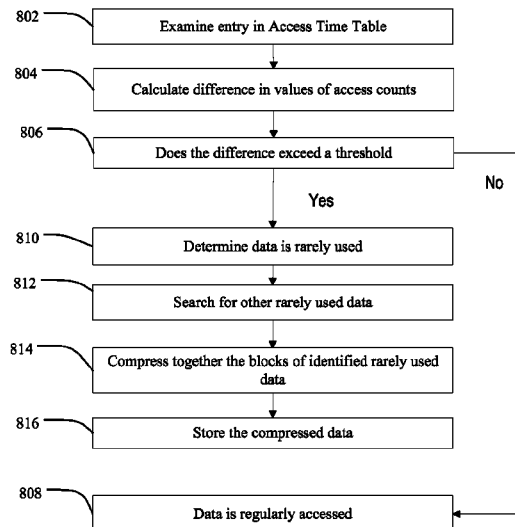 802
Examine entry in Access Time Table
804
Calculate difference in values of access counts
806
Does the difference exceed a threshold
No
Yes
810
Determine data is rarely used
812
Search for other rarely used data
814
Compress together the blocks of identified rarely used
data
816
Store the compressed data
808
Data is regularly accessed